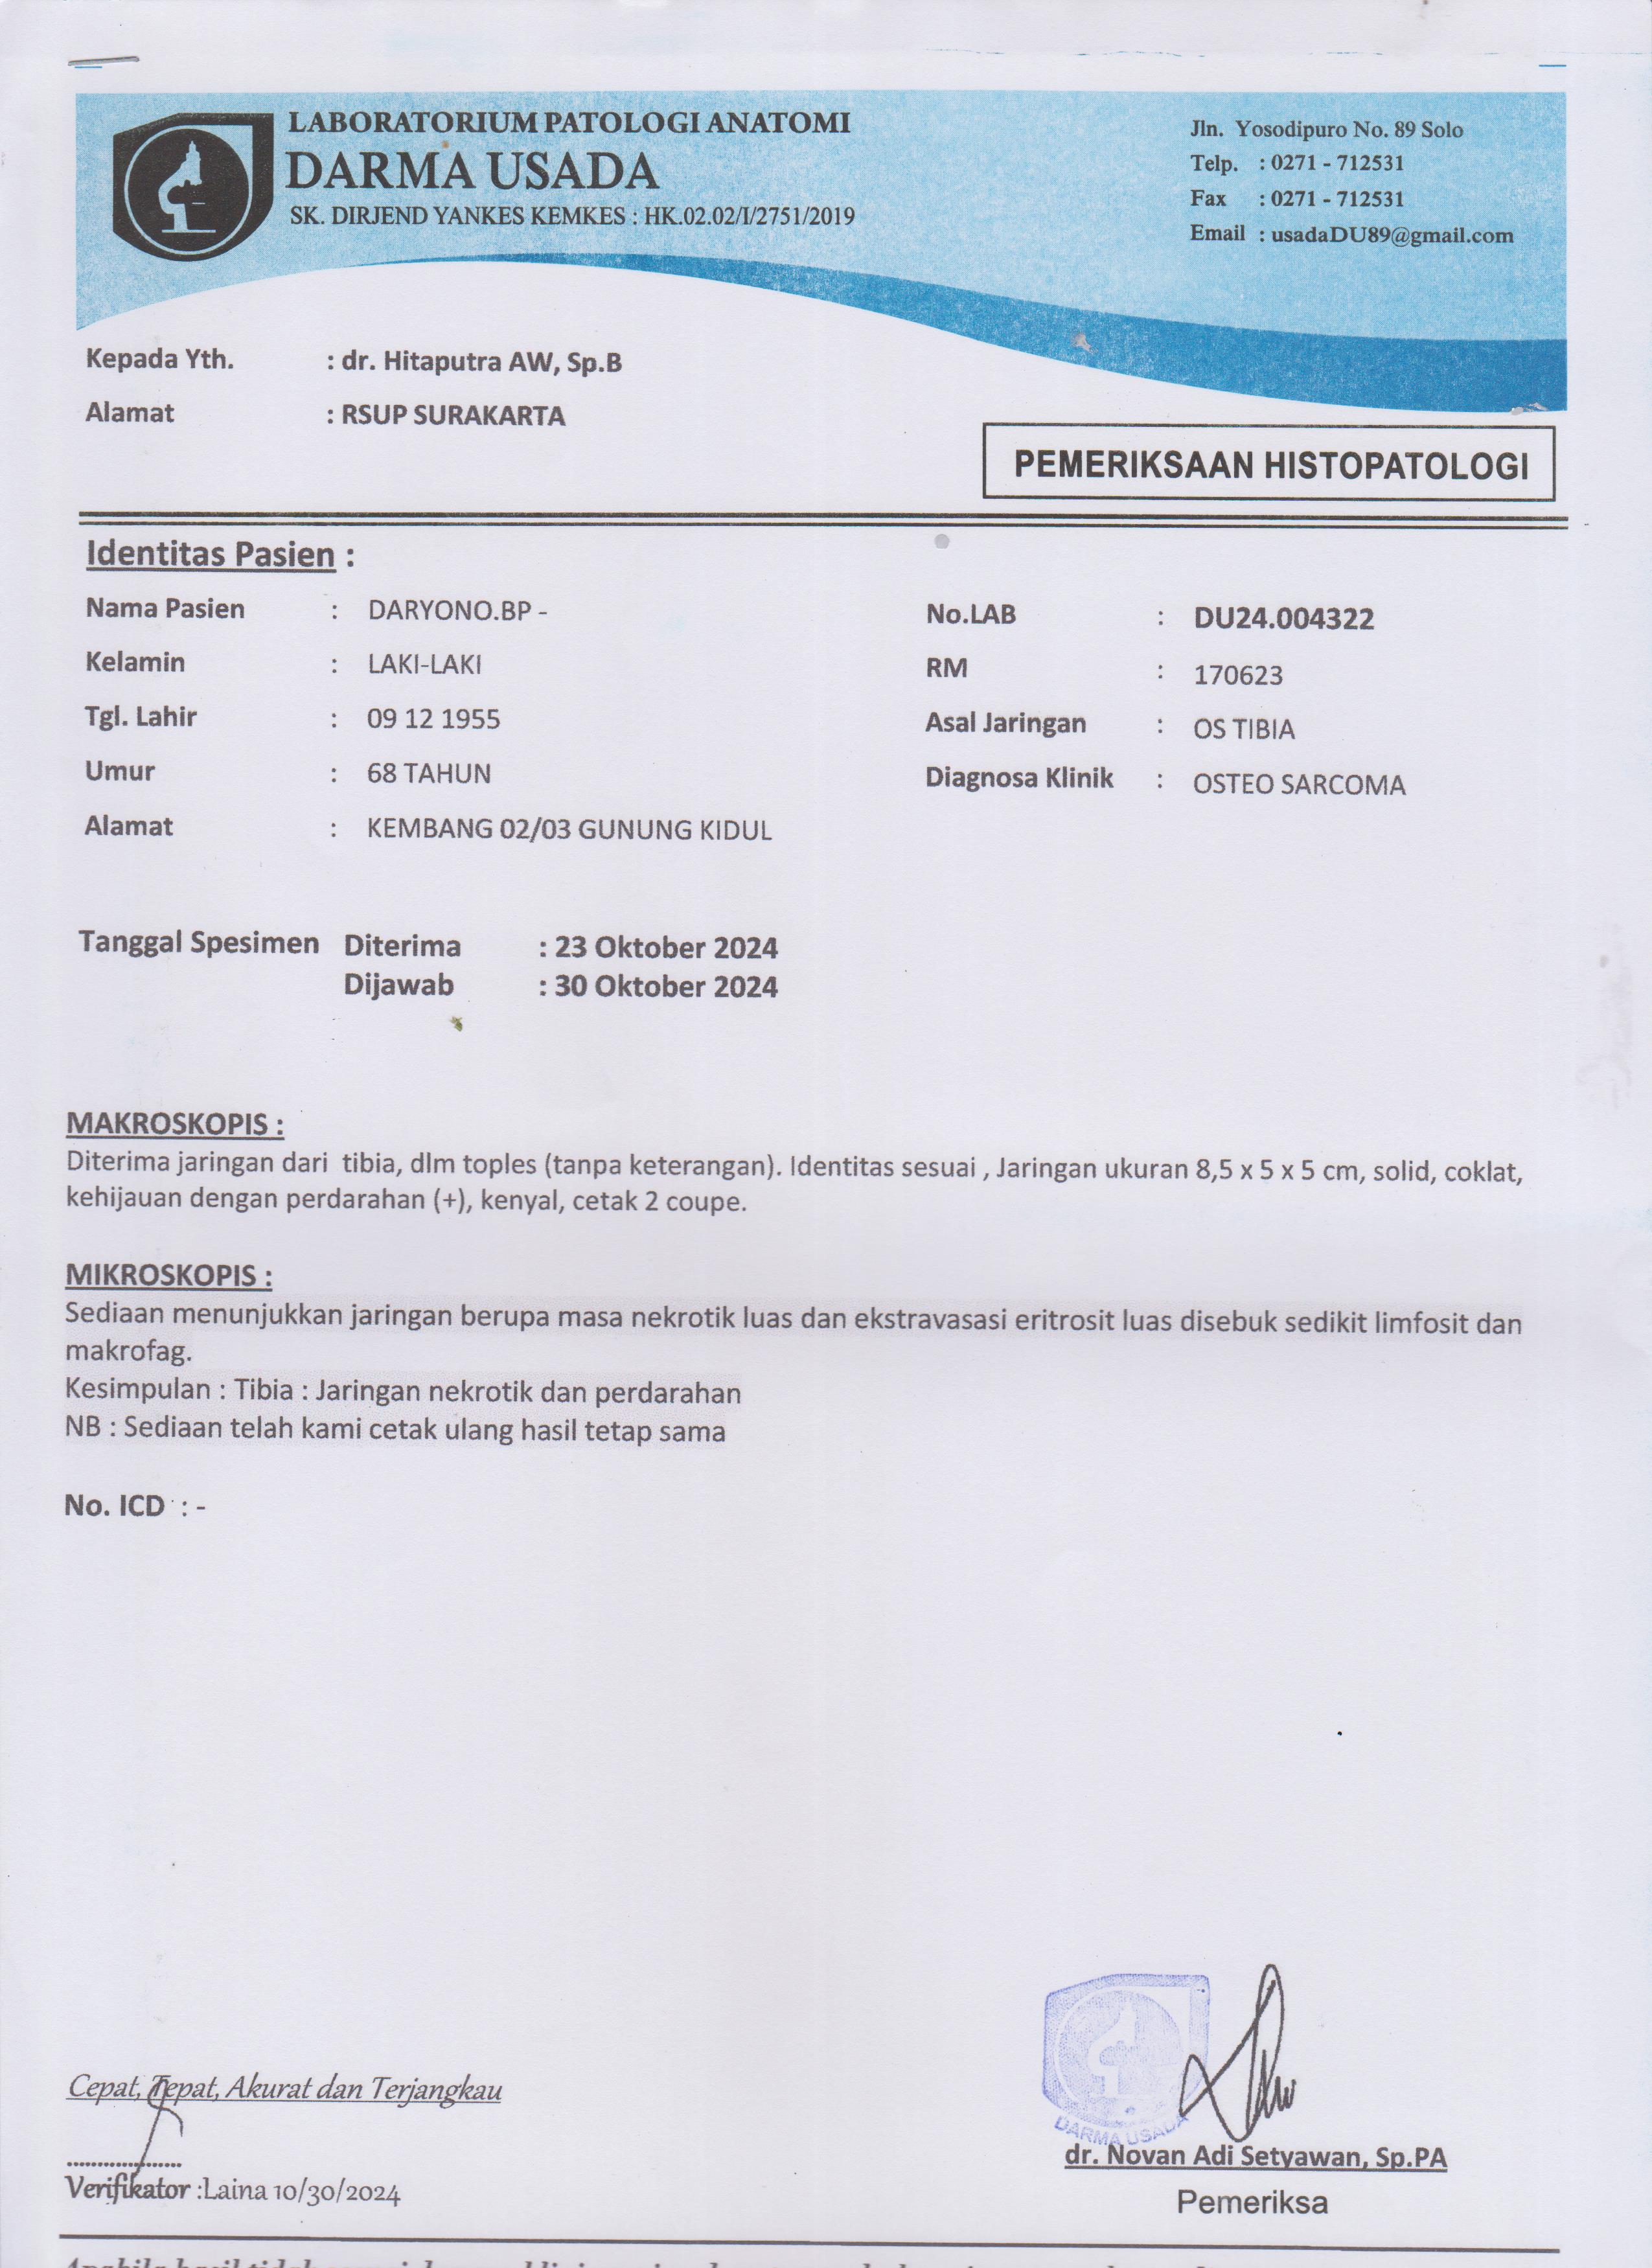 LABORATORIUM PATOLOGI ANATOMI
DARMA USADA
SK. DIRJEND YANKES KEMKES : HK.02.02/I/2751/2019
Jln. Yosodipuro No. 89 Solo
Telp. : 0271 - 712531
Fax : 0271 - 712531
Email : usadaDU89@gmail.com
Kepada Yth. : dr. Hitaputra AW, Sp.B
Alamat : RSUP SURAKARTA
PEMERIKSAAN HISTOPATOLOGI
Identitas Pasien :
Nama Pasien : DARYONO.BP -
Kelamin : LAKI-LAKI
Tgl. Lahir : 09 12 1955
Umur : 68 TAHUN
Alamat : KEMBANG 02/03 GUNUNG KIDUL
No.LAB : DU24.004322
RM : 170623
Asal Jaringan : OS TIBIA
Diagnosa Klinik : OSTEO SARCOMA
Tanggal Spesimen Diterima : 23 Oktober 2024
Dijawab : 30 Oktober 2024
MAKROSKOPIS :
Diterima jaringan dari tibia, dlm toples (tanpa keterangan). Identitas sesuai , Jaringan ukuran 8,5 x 5 x 5 cm, solid, coklat,
kehijauan dengan perdarahan (+), kenyal, cetak 2 coupe.
MIKROSKOPIS :
Sediaan menunjukkan jaringan berupa masa nekrotik luas dan ekstravasasi eritrosit luas disebuk sedikit limfosit dan
makrofag.
Kesimpulan : Tibia : Jaringan nekrotik dan perdarahan
NB : Sediaan telah kami cetak ulang hasil tetap sama
No. ICD : -
Cepat, Tepat, Akurat dan Terjangkau
....................
Verifikator :Laina 10/30/2024
DARMA USADA
dr. Novan Adi Setyawan, Sp.PA
Pemeriksa